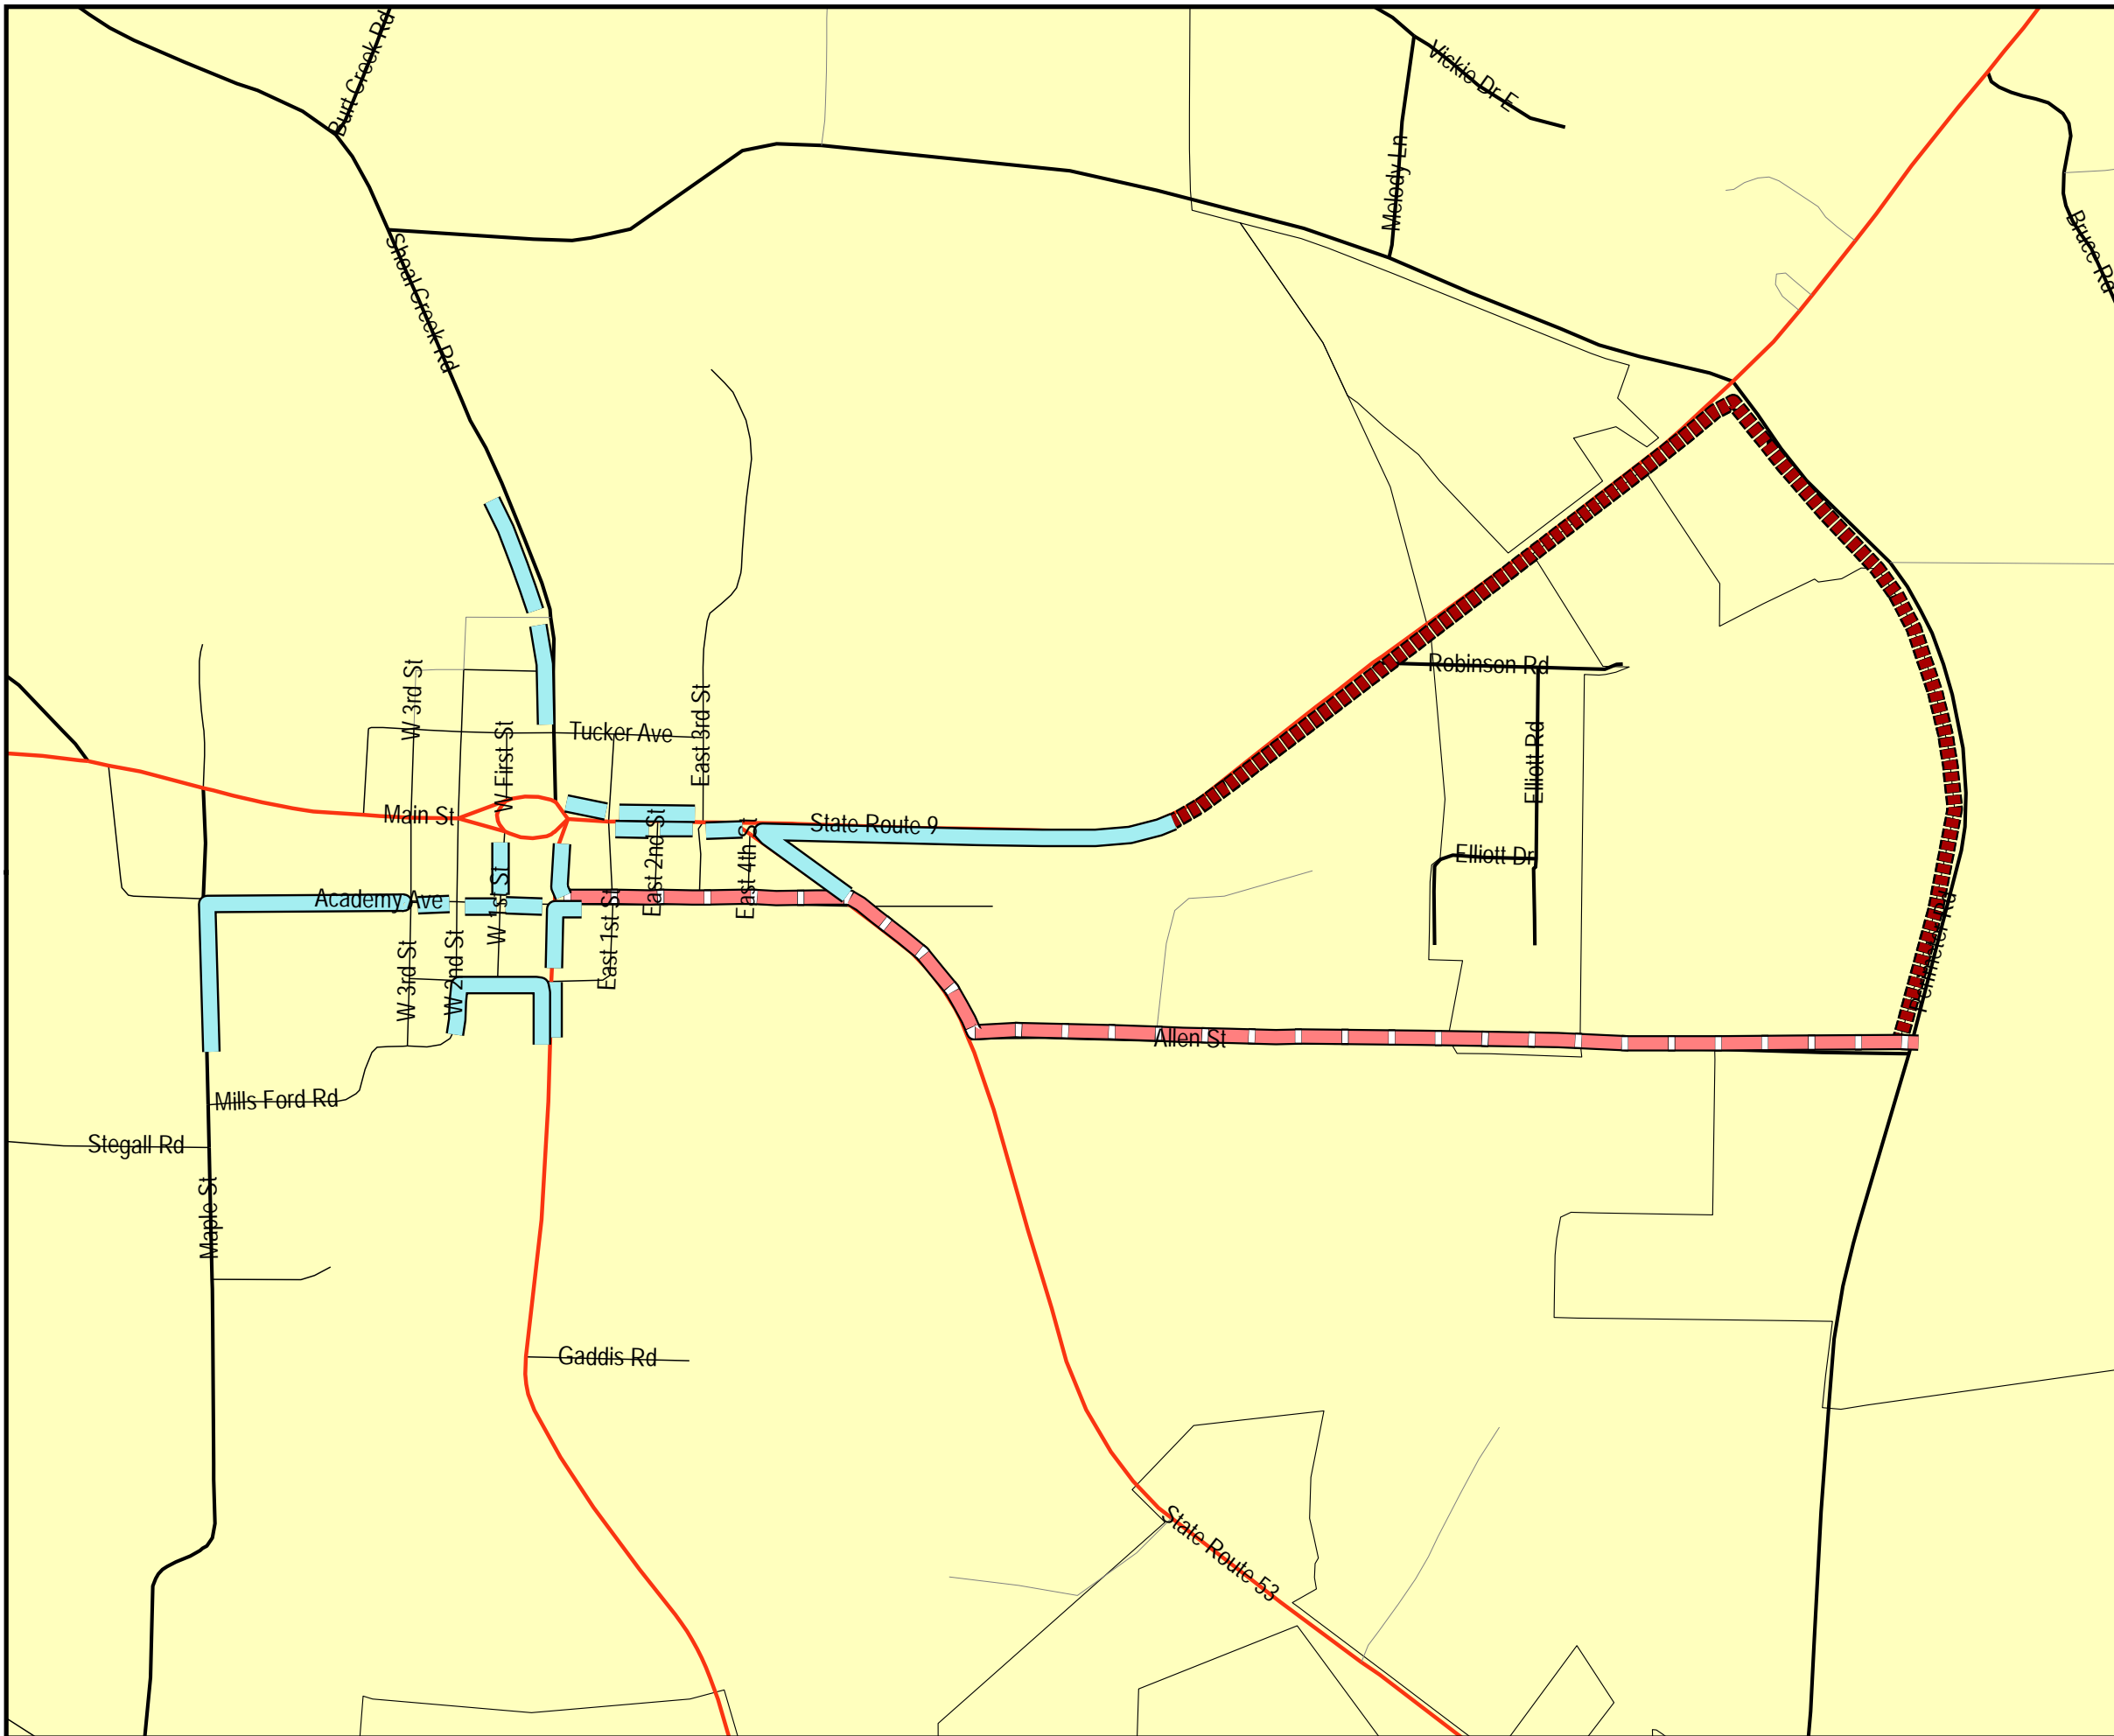 Burt Creek Rd
Vickie Dr E
Melody Ln
Bruce Rd
Shoal Creek Rd
W 3rd St
Tucker Ave
East 3rd St
W First St
Robinson Rd
Elliott Rd
Main St
State Route 9
East 2nd St
East 4th St
Elliott Dr
Academy Ave
W 1st St
East 1st St
W 3rd St
W 2nd St
Perimeter Rd
Allen St
Mills Ford Rd
Stegall Rd
Maple St
Gaddis Rd
State Route 53